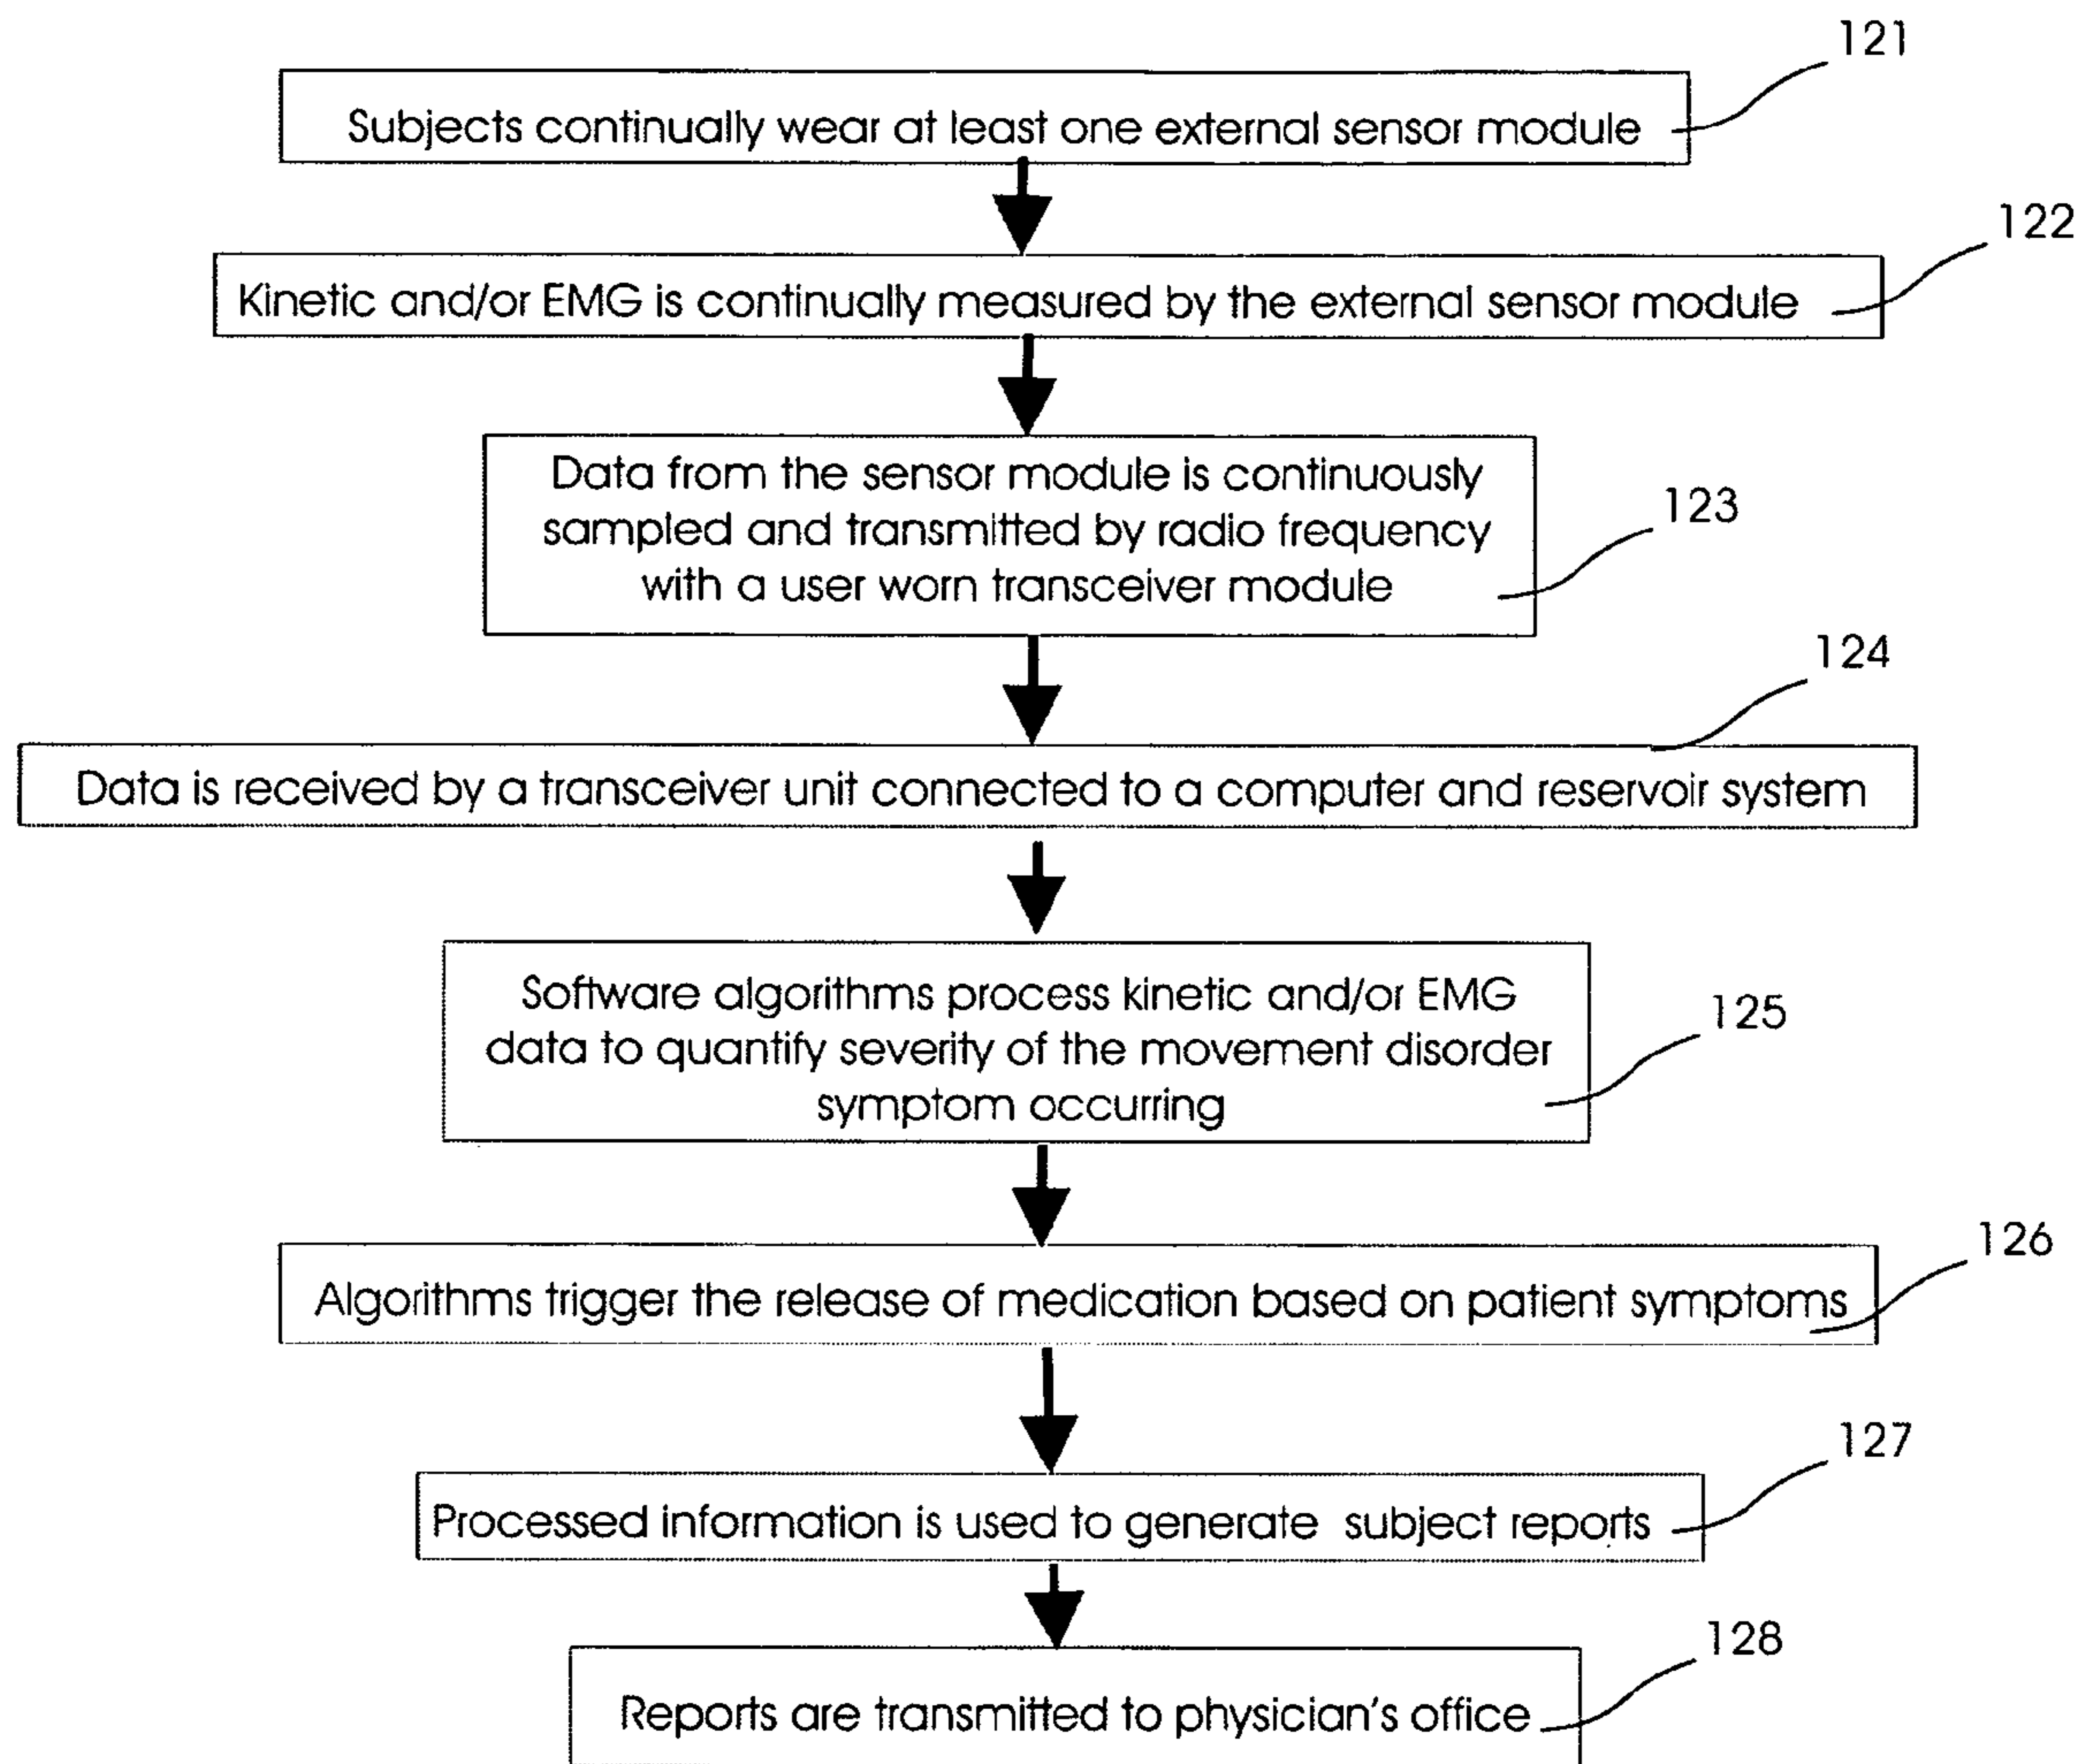 121
Subjects continually wear at least one external sensor module
122
Kinetic and/or EMG is continually measured by the external sensor module
Data from the sensor module is continuously
sampled and transmitted by radio frequency
with a user worn transceiver module
123
124
Data is received by a transceiver unit connected to a computer and reservoir system
Software algorithms process kinetic and/or EMG
data to quantify severity of the movement disorder
symptom occurring
125
126
Algorithms trigger the release of medication based on patient symptoms
127
Processed information is used to generate subject reports
128
Reports are transmitted to physician's office